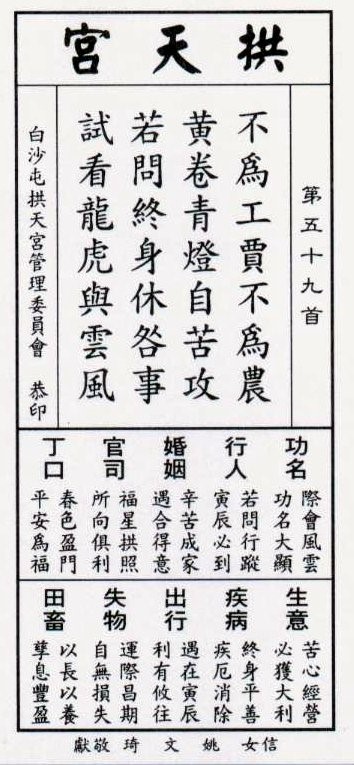 拱天宮
第五十九首
不為工賈不為農
黃卷青燈自苦攻
若問終身休咎事
試看龍虎與雲風
白沙屯拱天宮管理委員會 恭印
功名
際會風雲
功名大顯
行人
若問行蹤
寅辰必到
婚姻
辛苦成家
遇合得意
官司
福星拱照
所向俱利
丁口
春色盈門
平安為福
生意
苦心經營
必獲大利
疾病
終身平善
疾厄消除
出行
遇在寅辰
利有攸往
失物
運際昌期
自無損失
田畜
以長以養
孳息豐盈
信女 姚文琦 敬獻